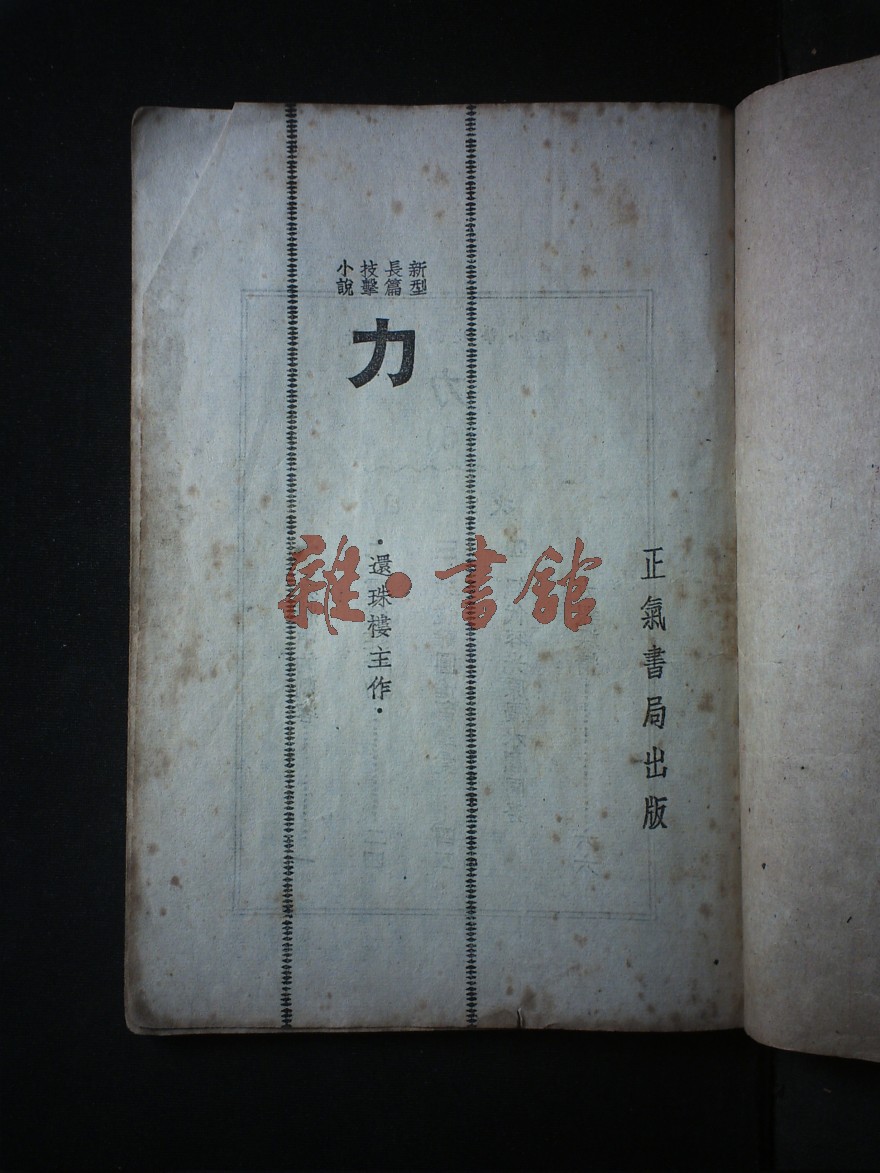 新型
長篇
技擊
小說
力
·還珠樓主作·
正氣書局出版
雜·書館